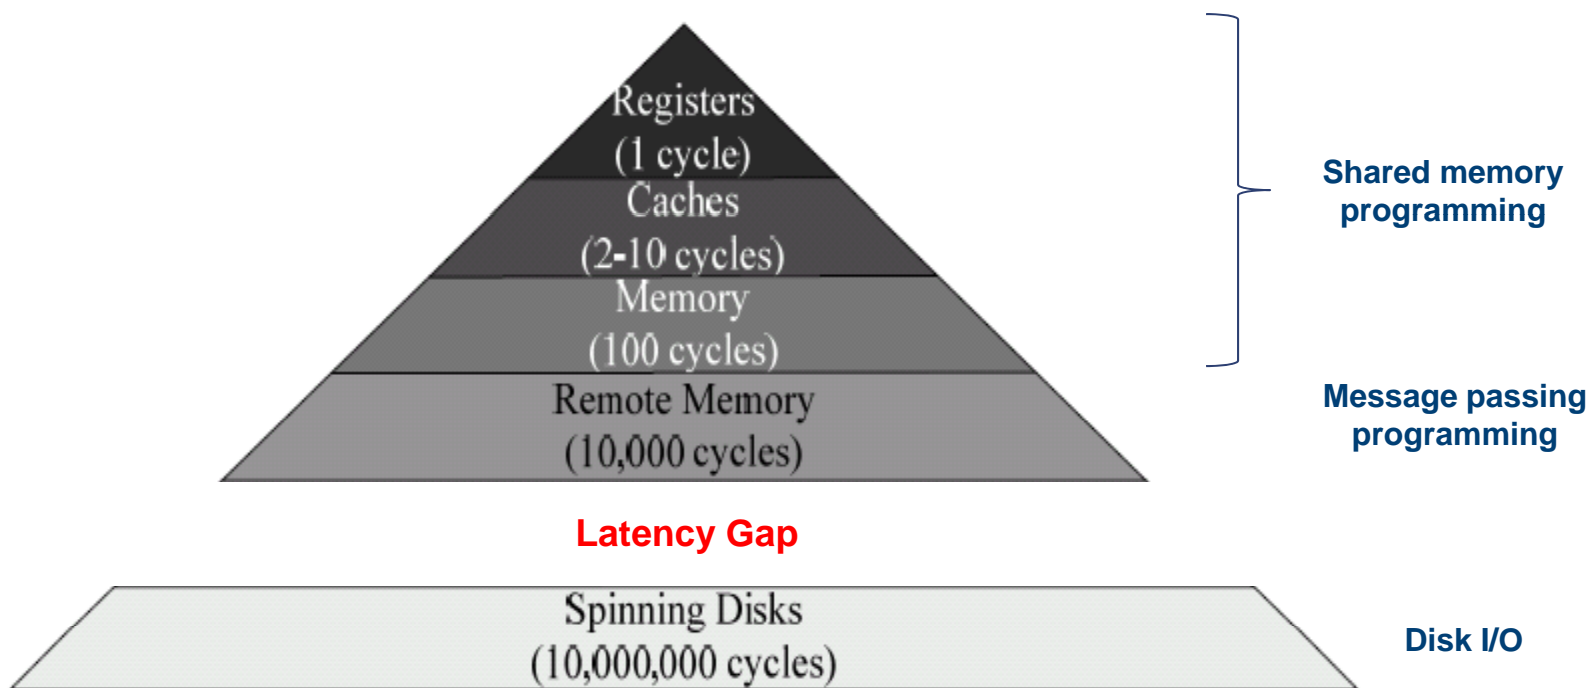 Registers
(1 cycle)
Caches
(2-10 cycles)
Memory
(100 cycles)
Remote Memory
(10,000 cycles)
Shared memory
programming
Message passing
programming
Latency Gap
Spinning Disks
(10,000,000 cycles)
Disk I/O